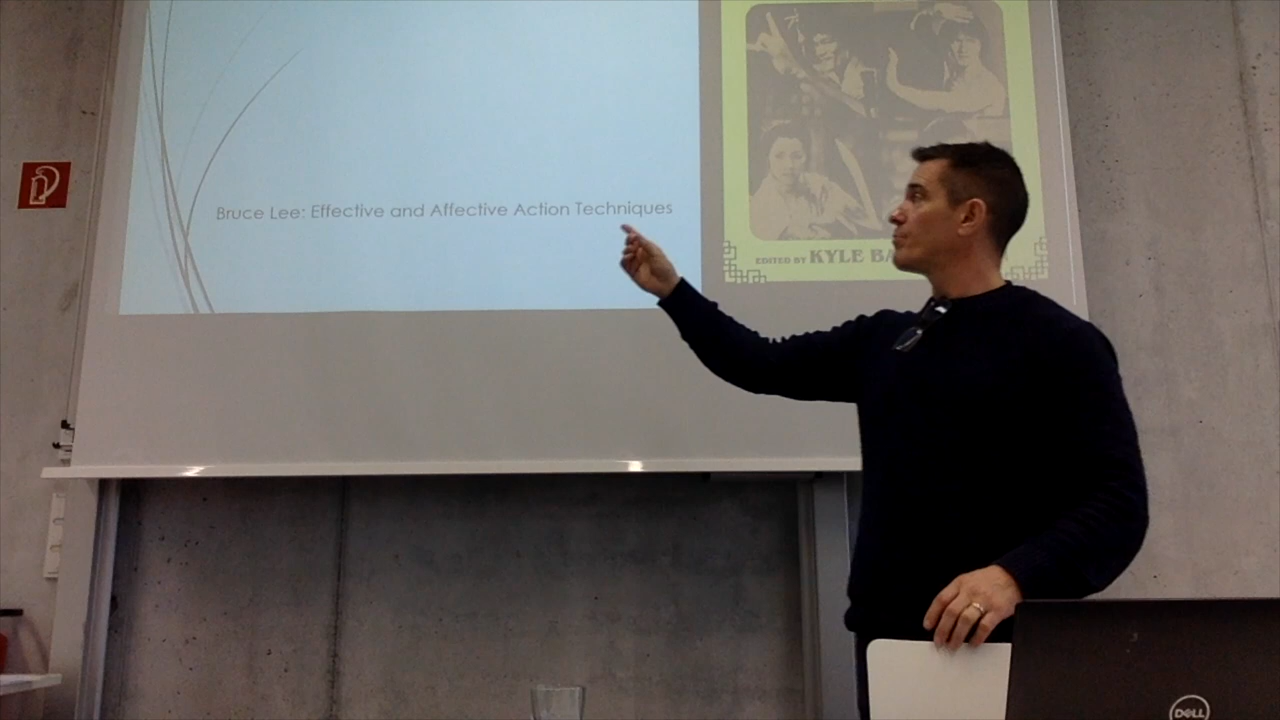 Bruce Lee: Effective and Affective Action Techniques
EDITED BY KYLE
DELL